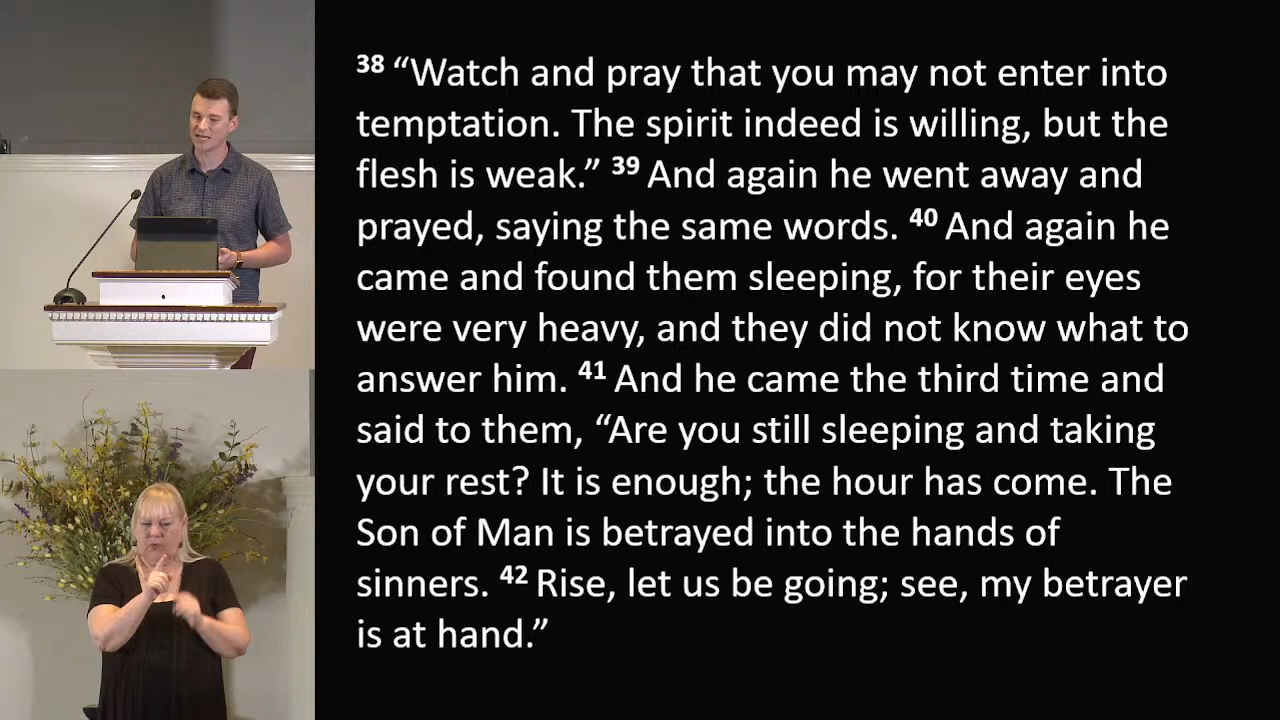 38 “Watch and pray that you may not enter into
temptation. The spirit indeed is willing, but the
flesh is weak.” 39 And again he went away and
prayed, saying the same words. 40 And again he
came and found them sleeping, for their eyes
were very heavy, and they did not know what to
answer him. 41 And he came the third time and
said to them, “Are you still sleeping and taking
your rest? It is enough; the hour has come. The
Son of Man is betrayed into the hands of
sinners. 42 Rise, let us be going; see, my betrayer
is at hand.”